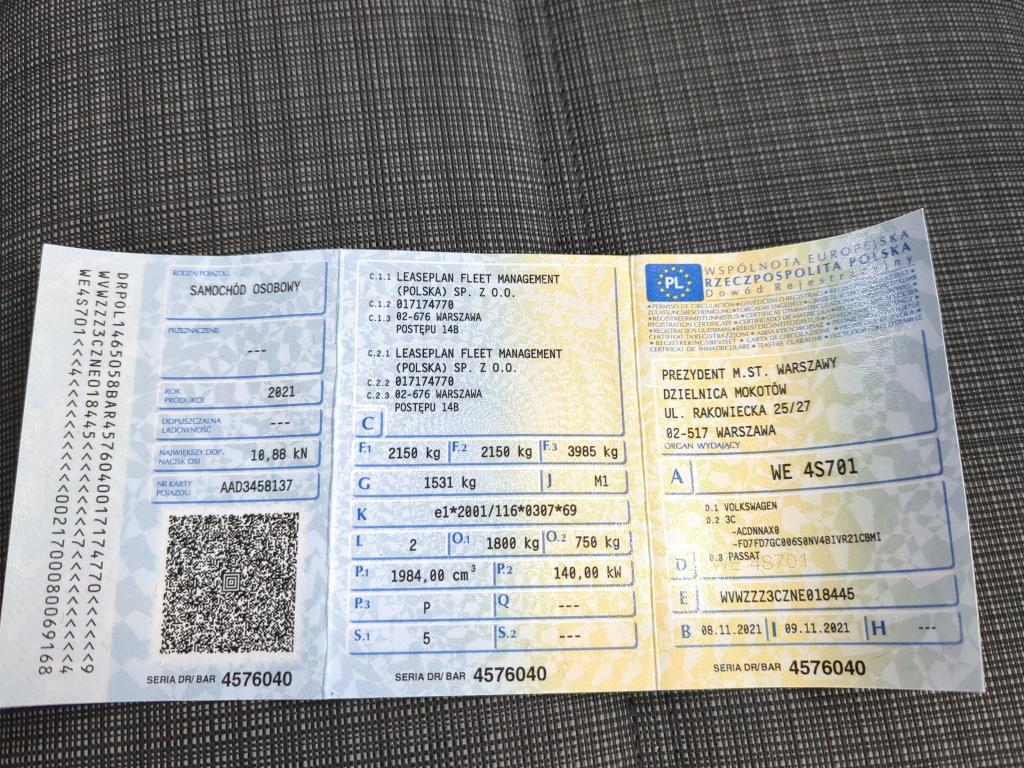 DRPOL1465058BAR4576040017174770<<<<<9
WVWZZZ3CZNE018445<<<<<<<<<<<<<<<<<<4
WE4S701<<4<<<<<<<<<0021700080069168
RODZAJ POJAZDU
SAMOCHÓD OSOBOWY
PRZEZNACZENIE
---
ROK PRODUKCJI 2021
DOPUSZCZALNA ŁADOWNOŚĆ ---
NAJWIĘKSZY DOP. NACISK OSI 10,88 kN
NR KARTY POJAZDU AAD3458137
SERIA DR/BAR 4576040
C.1.1 LEASEPLAN FLEET MANAGEMENT
(POLSKA) SP. Z O.O.
C.1.2 017174770
C.1.3 02-676 WARSZAWA
POSTĘPU 14B
C.2.1 LEASEPLAN FLEET MANAGEMENT
(POLSKA) SP. Z O.O.
C.2.2 017174770
C.2.3 02-676 WARSZAWA
POSTĘPU 14B
C
F.1 2150 kg F.2 2150 kg F.3 3985 kg
G 1531 kg J M1
K e1*2001/116*0307*69
L 2 O.1 1800 kg O.2 750 kg
P.1 1984,00 cm³ P.2 140,00 kW
P.3 P Q ---
S.1 5 S.2 ---
SERIA DR/BAR 4576040
PL
WSPÓLNOTA EUROPEJSKA
RZECZPOSPOLITA POLSKA
Dowód Rejestracyjny
PREZYDENT M.ST. WARSZAWY
DZIELNICA MOKOTÓW
UL. RAKOWIECKA 25/27
02-517 WARSZAWA
ORGAN WYDAJĄCY
A WE 4S701
D.1 VOLKSWAGEN
D.2 3C
-ACDNNAX0
-FD7FD7GC006S0NV4BIVR21CBMI
D.3 PASSAT
D WE 4S701
E WVWZZZ3CZNE018445
B 08.11.2021 I 09.11.2021 H ---
SERIA DR/BAR 4576040